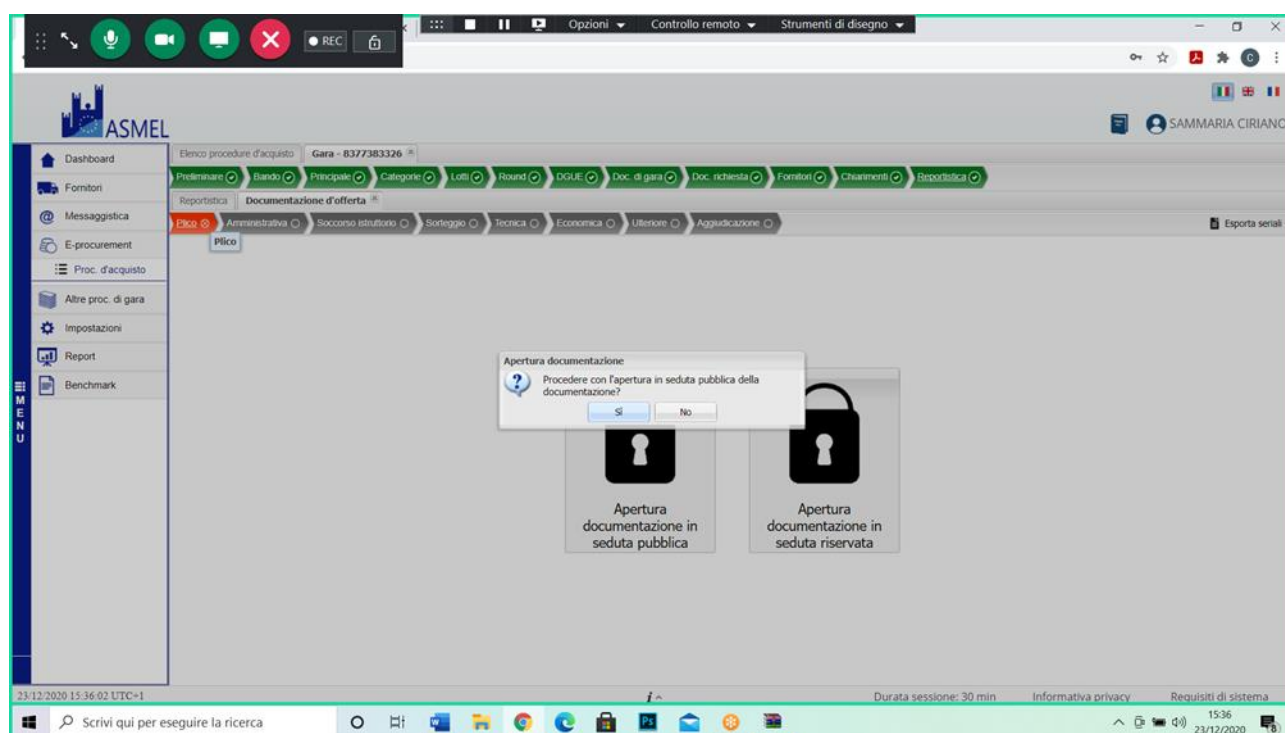 Opzioni Controllo remoto Strumenti di disegno
REC
ASMEL
SAMMARIA CIRIANO
Elenco procedure d'acquisto Gara - 8377383326
Preliminare Bando Principale Categorie Lotti Round DGUE Doc. di gara Doc. richiesta Fornitori Chiarimenti Reportistica
Reportistica Documentazione d'offerta
Plico Amministrativa Soccorso istruttorio Sorteggio Tecnica Economica Ulteriore Aggiudicazione Esporta seriali
Plico
Dashboard
Fornitori
Messaggistica
E-procurement
Proc. d'acquisto
Altre proc. di gara
Impostazioni
Report
Benchmark
MENU
Apertura documentazione
Procedere con l'apertura in seduta pubblica della
documentazione?
Sì No
Apertura
documentazione in
seduta pubblica
Apertura
documentazione in
seduta riservata
23/12/2020 15:36:02 UTC+1 Durata sessione: 30 min Informativa privacy Requisiti di sistema
Scrivi qui per eseguire la ricerca
15:36
23/12/2020